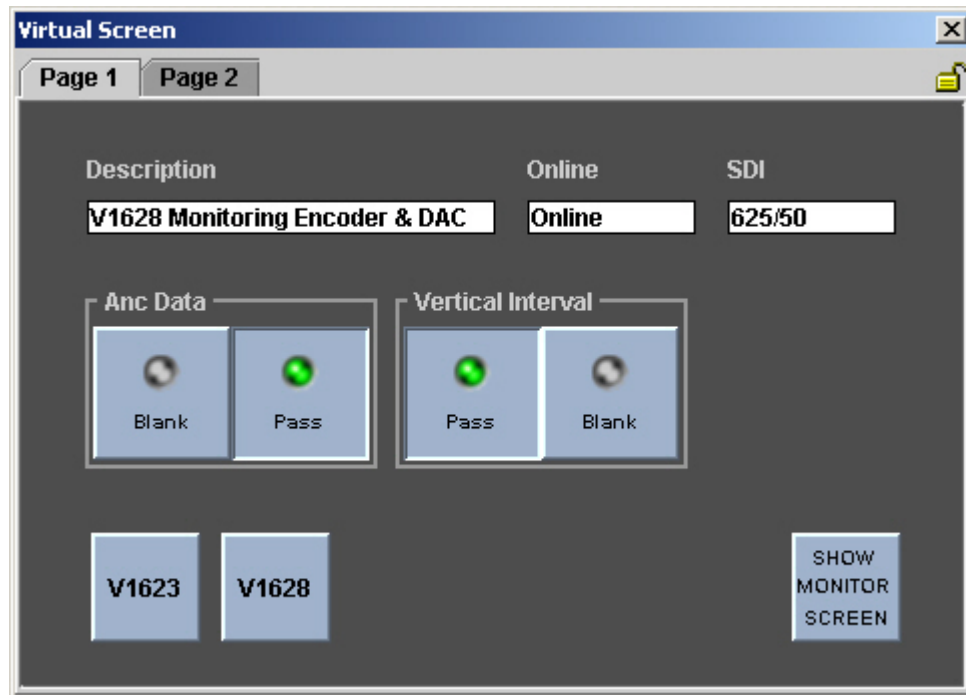 Virtual Screen
Page 1 Page 2
Description Online SDI
V1628 Monitoring Encoder & DAC Online 625/50
Anc Data Vertical Interval
Blank Pass Pass Blank
V1623 V1628
SHOW
MONITOR
SCREEN